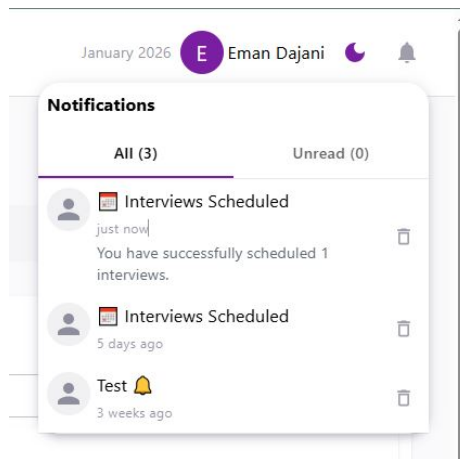 January 2026 E Eman Dajani
Notifications
All (3) Unread (0)
📅 Interviews Scheduled
just now
You have successfully scheduled 1
interviews.
📅 Interviews Scheduled
5 days ago
Test 🔔
3 weeks ago